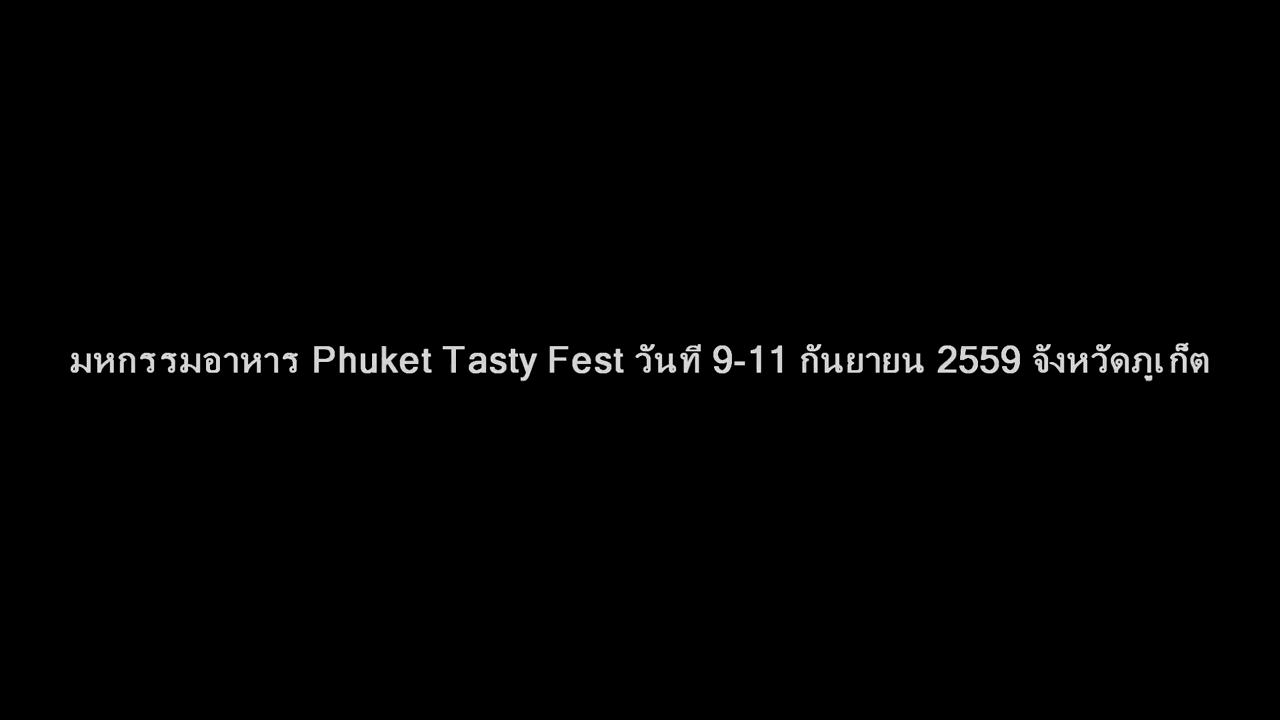 มหกรรมอาหาร Phuket Tasty Fest วันที่ 9-11 กันยายน 2559 จังหวัดภูเก็ต